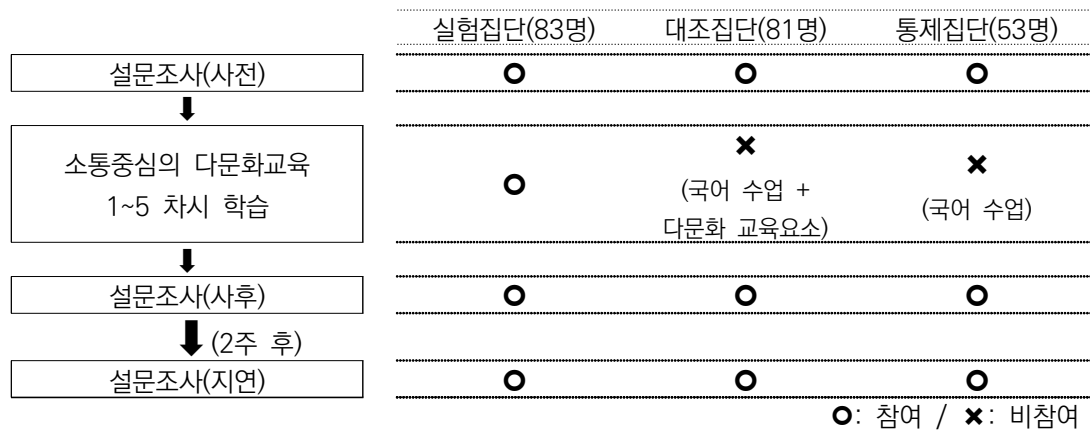 실험집단(83명) 대조집단(81명) 통제집단(53명)
설문조사(사전) O O O
소통중심의 다문화교육
1~5 차시 학습
O
×
(국어 수업 +
다문화 교육요소)
×
(국어 수업)
설문조사(사후) O O O
(2주 후)
설문조사(지연) O O O
O: 참여 / ×: 비참여